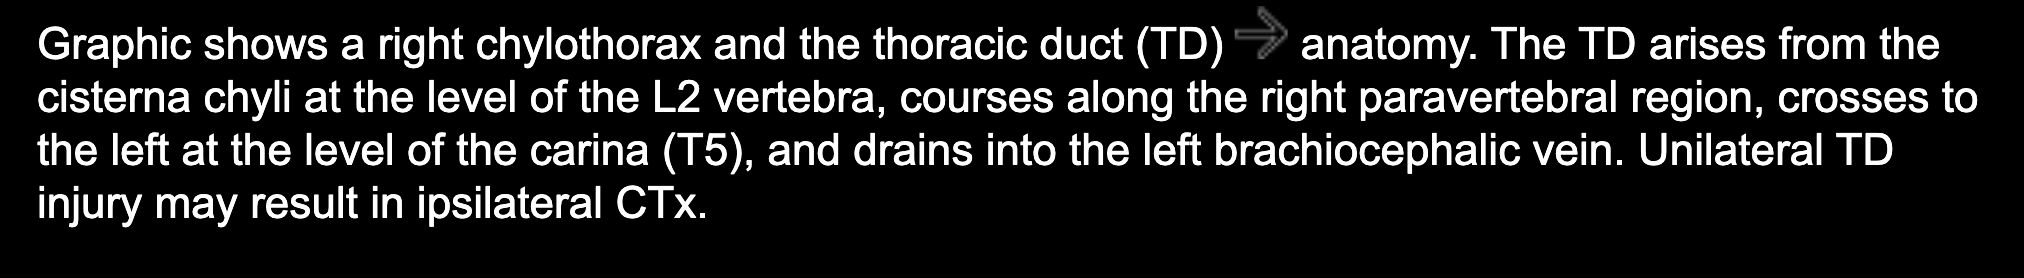 Graphic shows a right chylothorax and the thoracic duct (TD) → anatomy. The TD arises from the
cisterna chyli at the level of the L2 vertebra, courses along the right paravertebral region, crosses to
the left at the level of the carina (T5), and drains into the left brachiocephalic vein. Unilateral TD
injury may result in ipsilateral CTx.